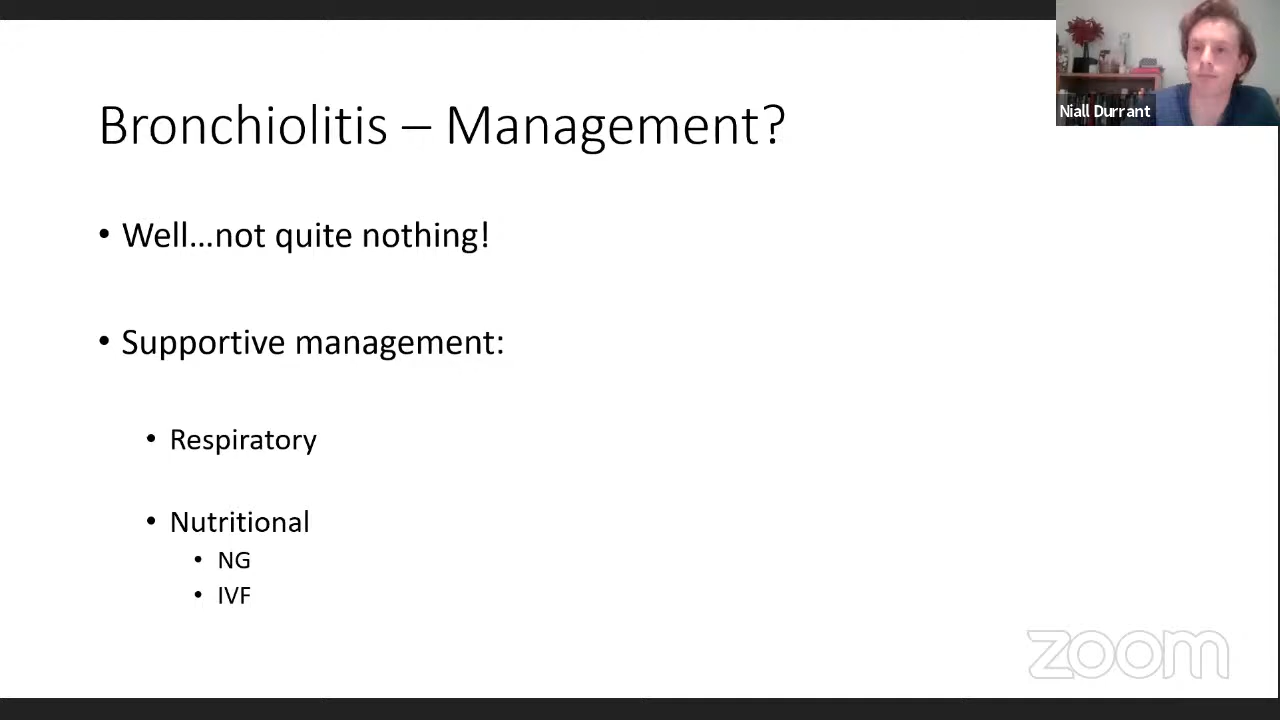 Bronchiolitis – Management?
Niall Durrant
• Well...not quite nothing!
• Supportive management:
• Respiratory
• Nutritional
• NG
• IVF
zoom